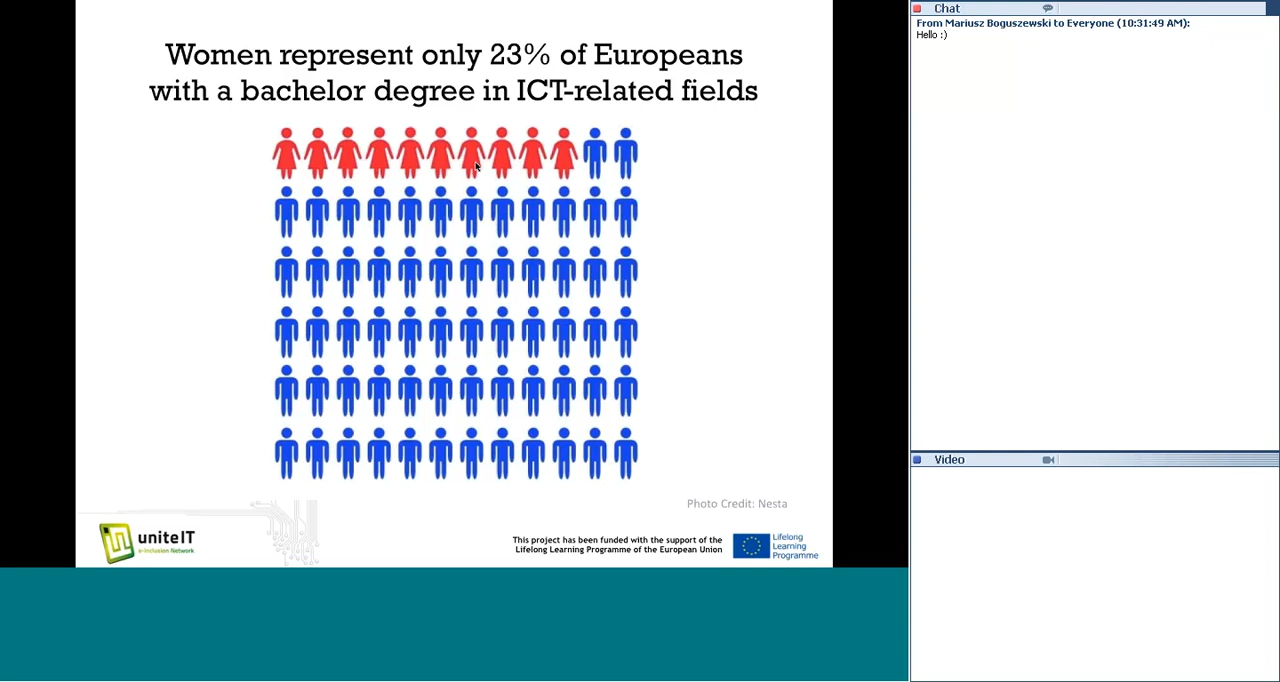 Women represent only 23% of Europeans
with a bachelor degree in ICT-related fields
Photo Credit: Nesta
uniteIT
e-Inclusion Network
This project has been funded with the support of the
Lifelong Learning Programme of the European Union
Lifelong
Learning
Programme
Chat
From Mariusz Boguszewski to Everyone (10:31:49 AM):
Hello :)
Video